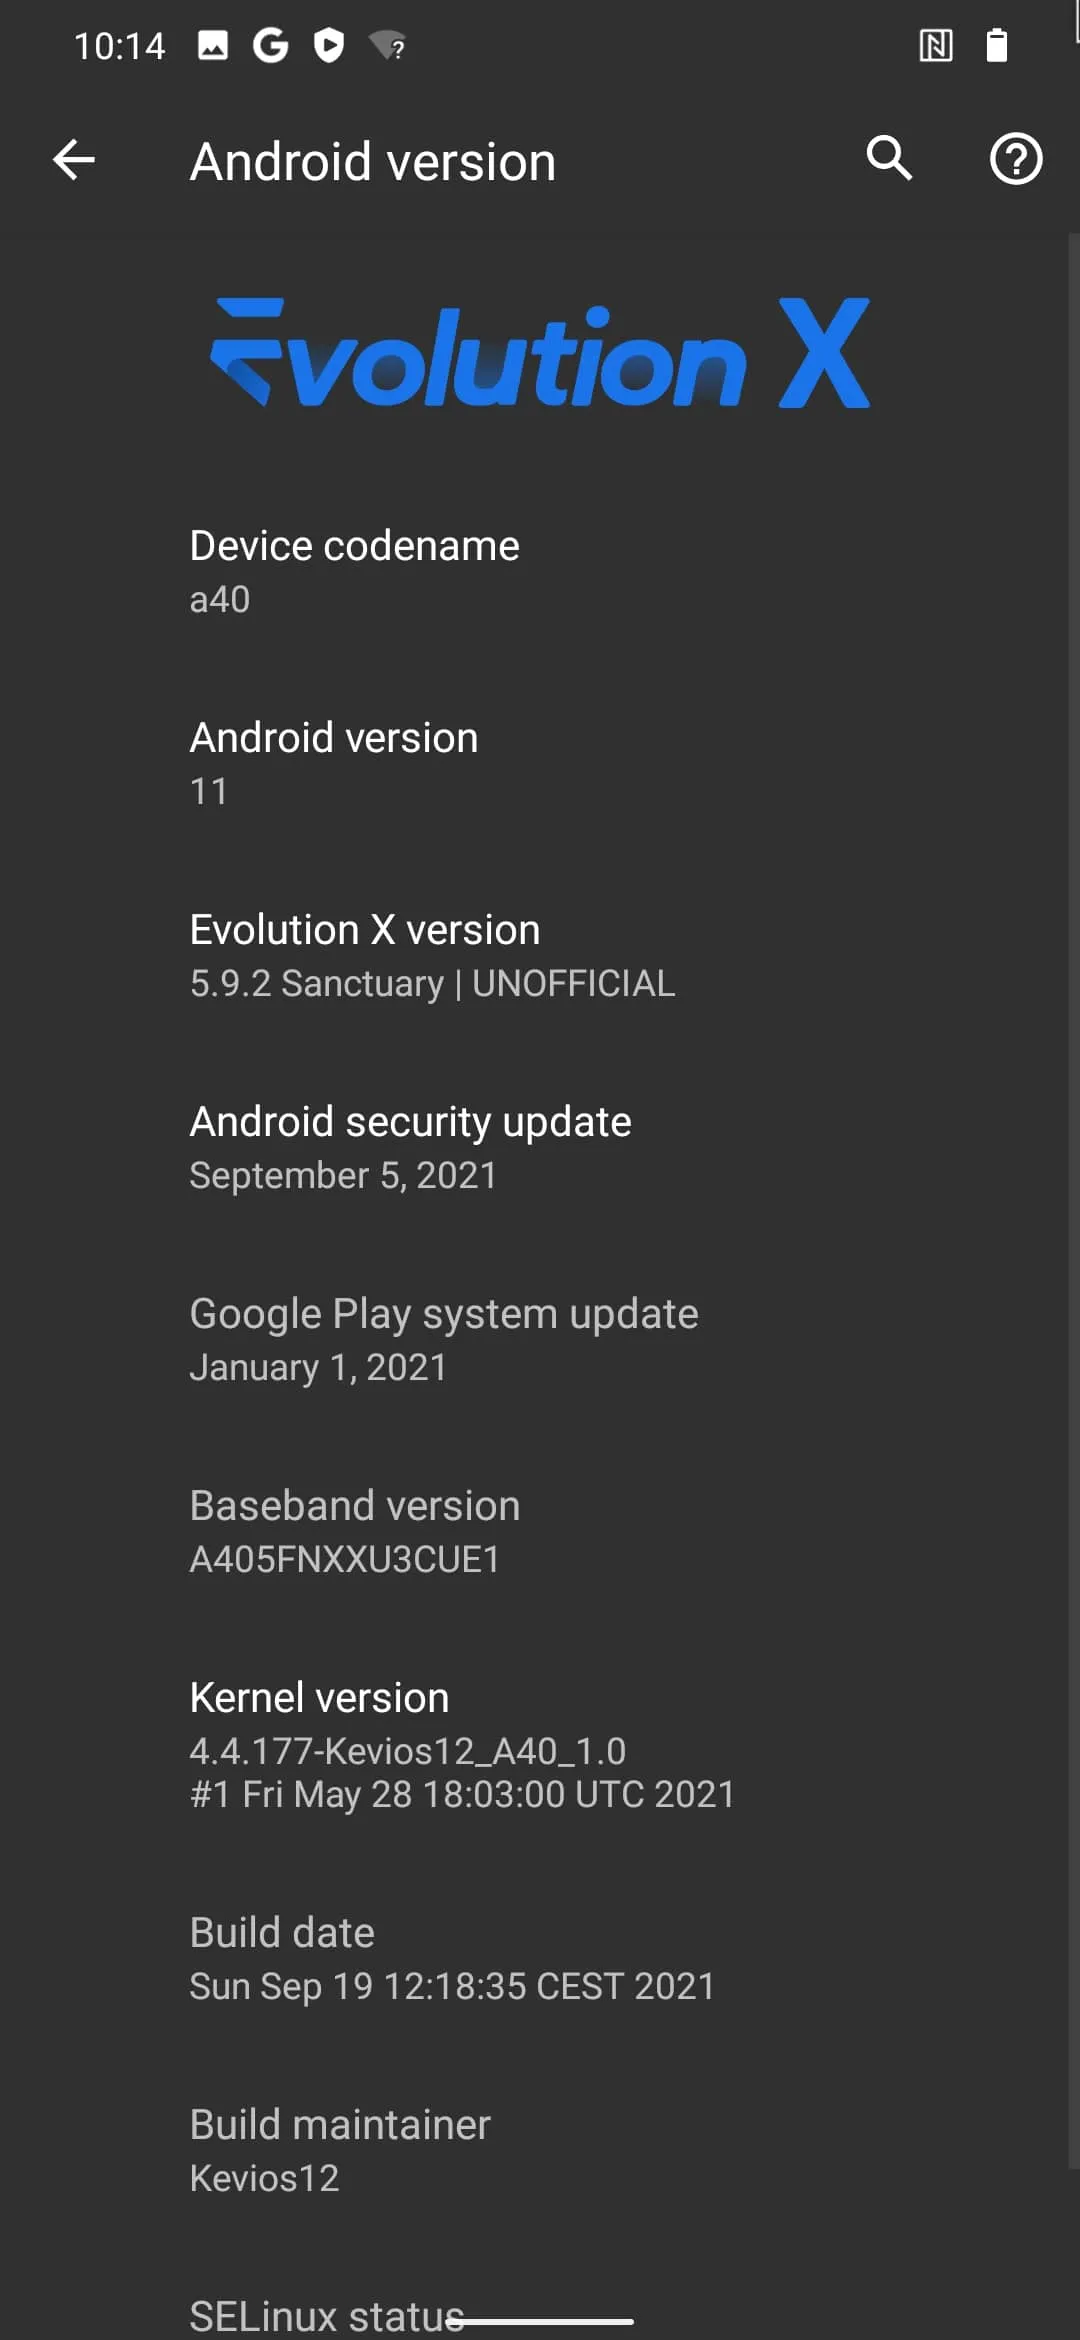 10:14
Android version
Evolution X
Device codename
a40
Android version
11
Evolution X version
5.9.2 Sanctuary | UNOFFICIAL
Android security update
September 5, 2021
Google Play system update
January 1, 2021
Baseband version
A405FNXXU3CUE1
Kernel version
4.4.177-Kevios12_A40_1.0
#1 Fri May 28 18:03:00 UTC 2021
Build date
Sun Sep 19 12:18:35 CEST 2021
Build maintainer
Kevios12
SELinux status